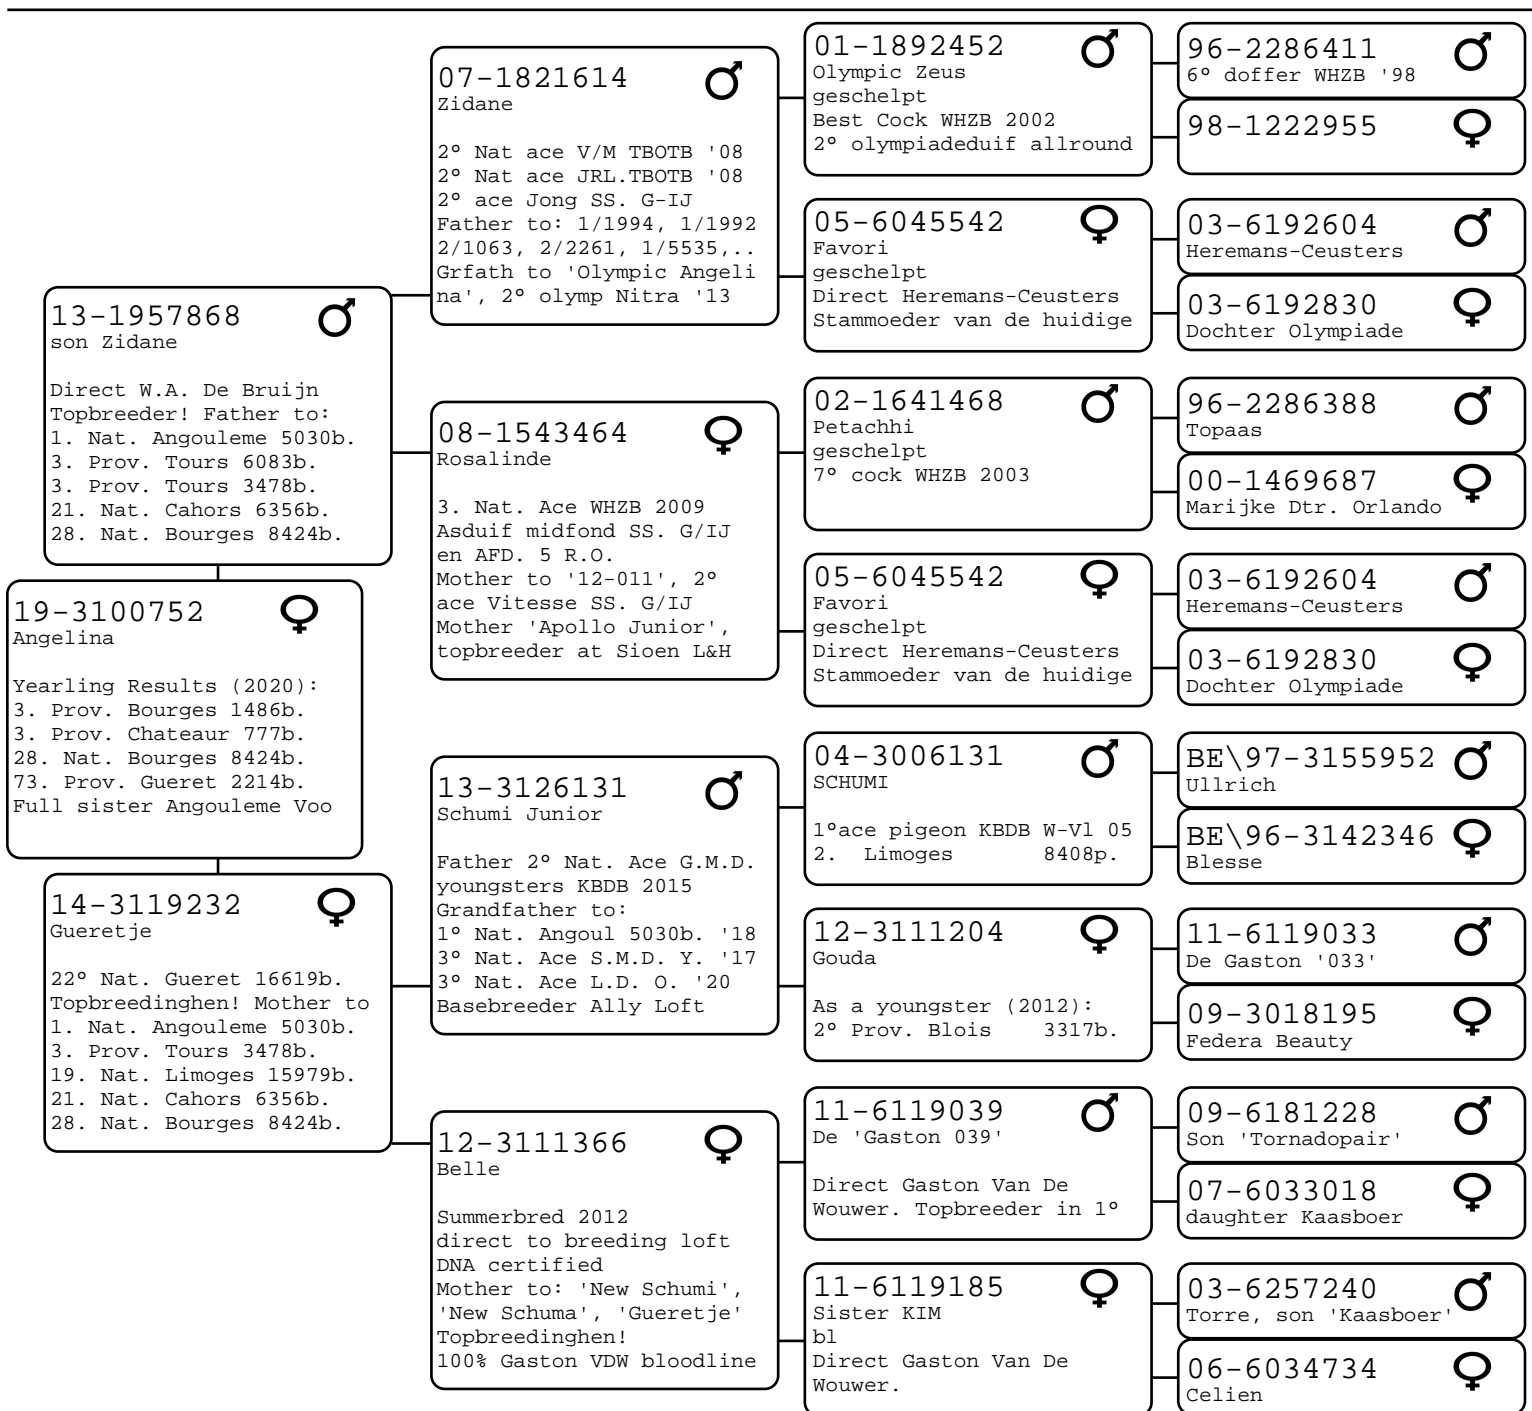 19-3100752
Angelina
Yearling Results (2020):
3. Prov. Bourges 1486b.
3. Prov. Chateaur 777b.
28. Nat. Bourges 8424b.
73. Prov. Gueret 2214b.
Full sister Angouleme Voo
13-1957868
son Zidane
Direct W.A. De Bruijn
Topbreeder! Father to:
1. Nat. Angouleme 5030b.
3. Prov. Tours 6083b.
3. Prov. Tours 3478b.
21. Nat. Cahors 6356b.
28. Nat. Bourges 8424b.
14-3119232
Gueretje
22° Nat. Gueret 16619b.
Topbreedinghen! Mother to
1. Nat. Angouleme 5030b.
3. Prov. Tours 3478b.
19. Nat. Limoges 15979b.
21. Nat. Cahors 6356b.
28. Nat. Bourges 8424b.
07-1821614
Zidane
2° Nat ace V/M TBOTB '08
2° Nat ace JRL.TBOTB '08
2° ace Jong SS. G-IJ
Father to: 1/1994, 1/1992
2/1063, 2/2261, 1/5535,..
Grfath to 'Olympic Angeli
na', 2° olymp Nitra '13
08-1543464
Rosalinde
3. Nat. Ace WHZB 2009
Asduif midfond SS. G/IJ
en AFD. 5 R.O.
Mother to '12-011', 2°
ace Vitesse SS. G/IJ
Mother 'Apollo Junior',
topbreeder at Sioen L&H
13-3126131
Schumi Junior
Father 2° Nat. Ace G.M.D.
youngsters KBDB 2015
Grandfather to:
1° Nat. Angoul 5030b. '18
3° Nat. Ace S.M.D. Y. '17
3° Nat. Ace L.D. O. '20
Basebreeder Ally Loft
12-3111366
Belle
Summerbred 2012
direct to breeding loft
DNA certified
Mother to: 'New Schumi',
'New Schuma', 'Gueretje'
Topbreedinghen!
100% Gaston VDW bloodline
01-1892452
Olympic Zeus
geschelpt
Best Cock WHZB 2002
2° olympiadeduif allround
05-6045542
Favori
geschelpt
Direct Heremans-Ceusters
Stammoeder van de huidige
02-1641468
Petachhi
geschelpt
7° cock WHZB 2003
05-6045542
Favori
geschelpt
Direct Heremans-Ceusters
Stammoeder van de huidige
04-3006131
SCHUMI
1°ace pigeon KBDB W-Vl 05
2. Limoges 8408p.
12-3111204
Gouda
As a youngster (2012):
2° Prov. Blois 3317b.
11-6119039
De 'Gaston 039'
Direct Gaston Van De
Wouwer. Topbreeder in 1°
11-6119185
Sister KIM
bl
Direct Gaston Van De
Wouwer.
96-2286411
6° doffer WHZB '98
98-1222955
03-6192604
Heremans-Ceusters
03-6192830
Dochter Olympiade
96-2286388
Topaas
00-1469687
Marijke Dtr. Orlando
03-6192604
Heremans-Ceusters
03-6192830
Dochter Olympiade
BE\97-3155952
Ullrich
BE\96-3142346
Blesse
11-6119033
De Gaston '033'
09-3018195
Federa Beauty
09-6181228
Son 'Tornadopair'
07-6033018
daughter Kaasboer
03-6257240
Torre, son 'Kaasboer'
06-6034734
Celien